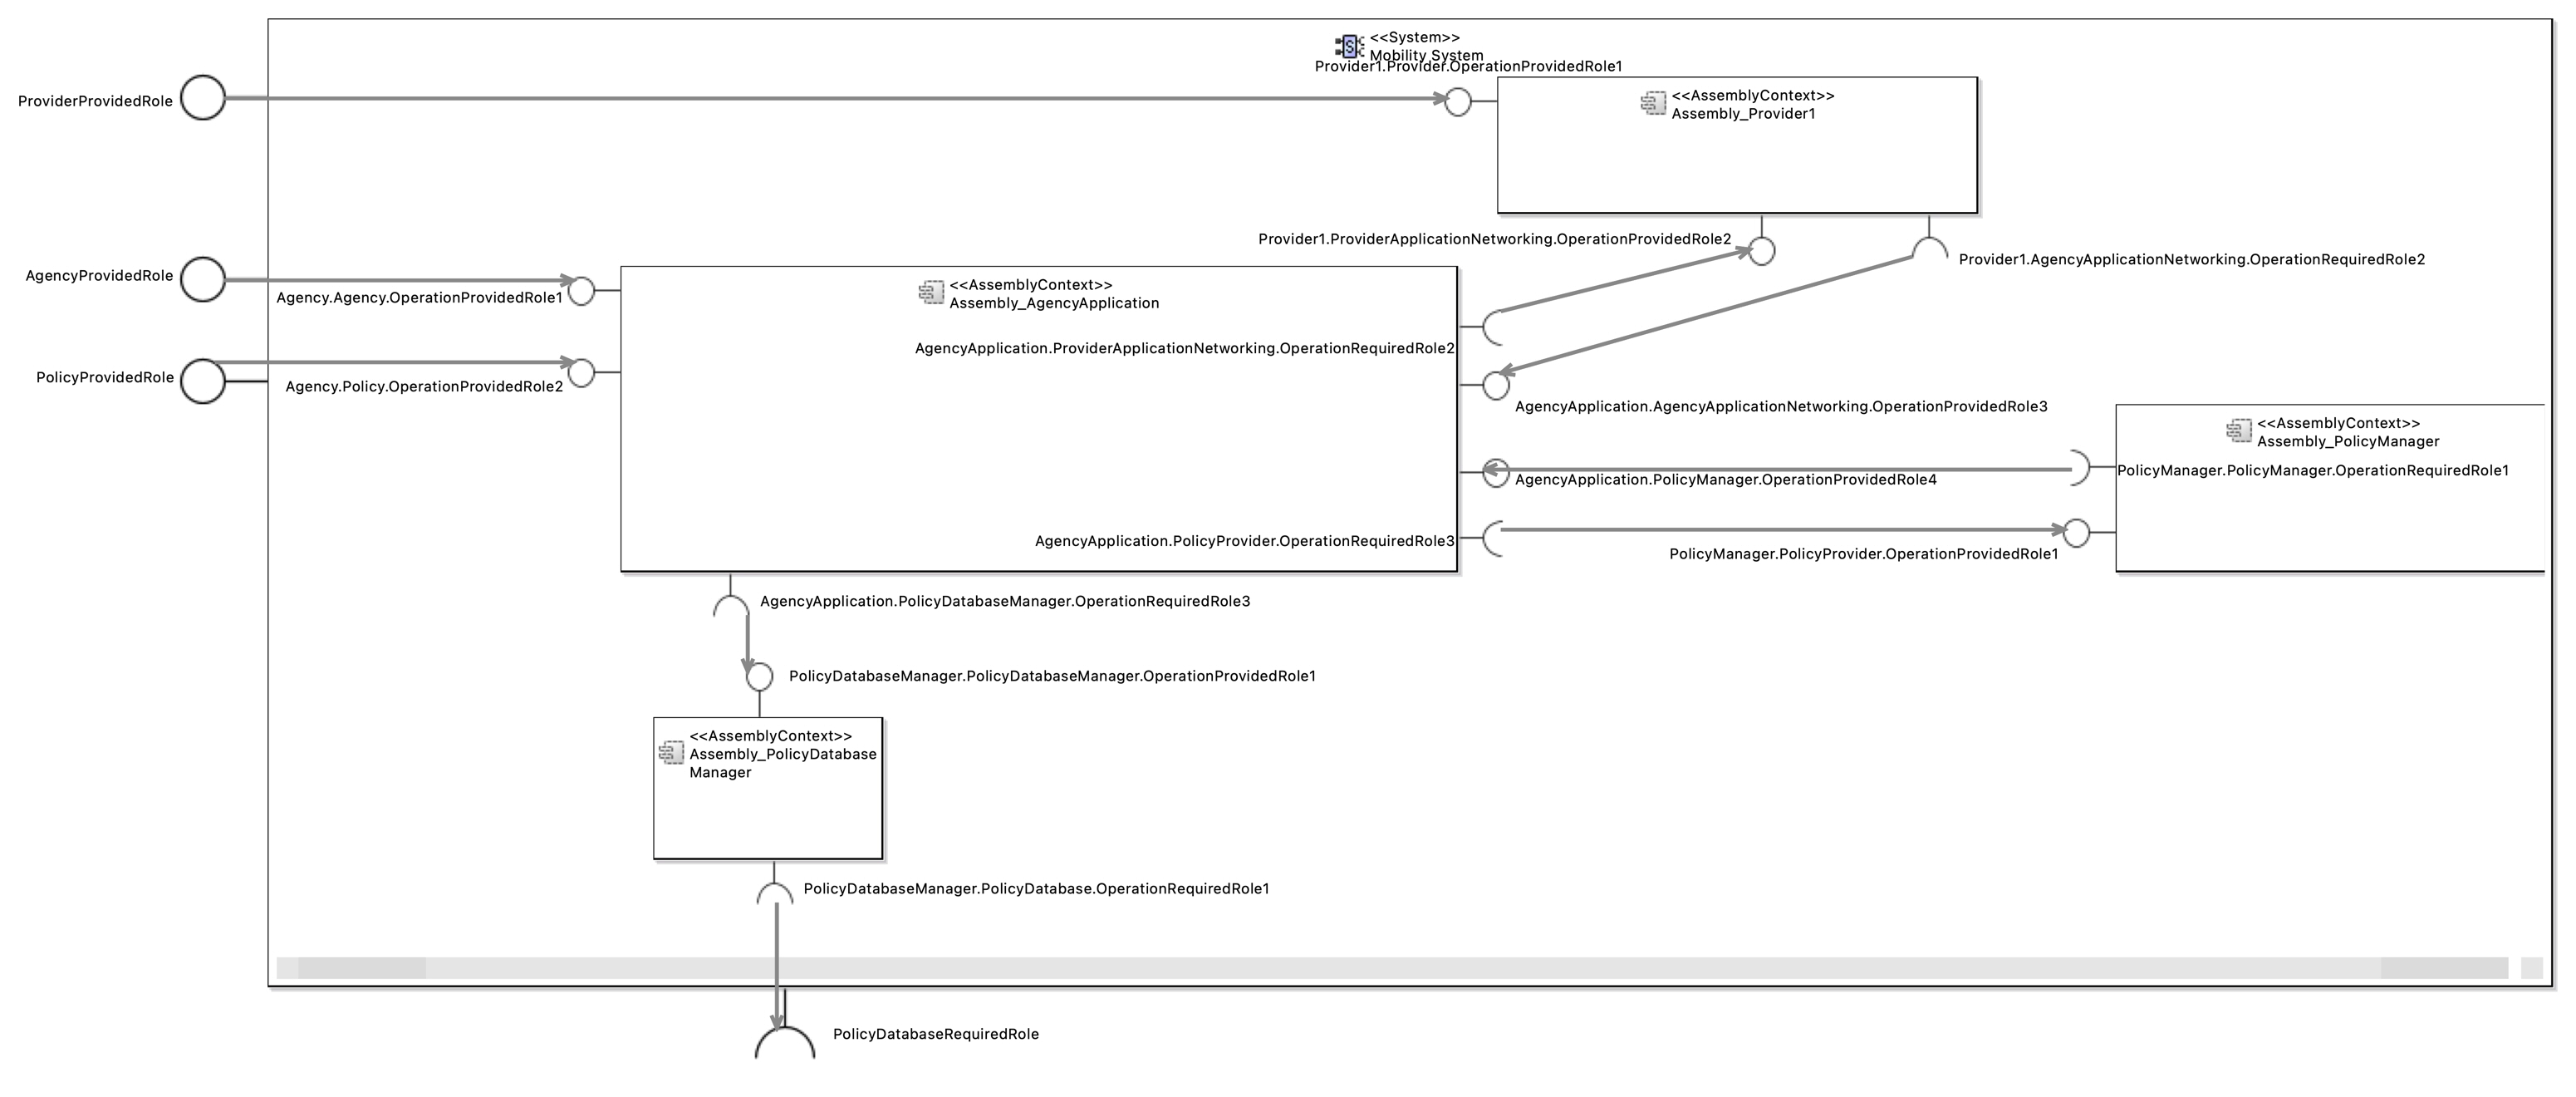 <<System>>
Mobility System
Provider1.Provider.OperationProvidedRole1
ProviderProvidedRole
<<AssemblyContext>>
Assembly_Provider1
Provider1.ProviderApplicationNetworking.OperationProvidedRole2
Provider1.AgencyApplicationNetworking.OperationRequiredRole2
AgencyProvidedRole
Agency.Agency.OperationProvidedRole1
<<AssemblyContext>>
Assembly_AgencyApplication
AgencyApplication.ProviderApplicationNetworking.OperationRequiredRole2
PolicyProvidedRole
Agency.Policy.OperationProvidedRole2
AgencyApplication.AgencyApplicationNetworking.OperationProvidedRole3
<<AssemblyContext>>
Assembly_PolicyManager
PolicyManager.PolicyManager.OperationRequiredRole1
AgencyApplication.PolicyManager.OperationProvidedRole4
AgencyApplication.PolicyProvider.OperationRequiredRole3
PolicyManager.PolicyProvider.OperationProvidedRole1
AgencyApplication.PolicyDatabaseManager.OperationRequiredRole3
PolicyDatabaseManager.PolicyDatabaseManager.OperationProvidedRole1
<<AssemblyContext>>
Assembly_PolicyDatabase
Manager
PolicyDatabaseManager.PolicyDatabase.OperationRequiredRole1
PolicyDatabaseRequiredRole